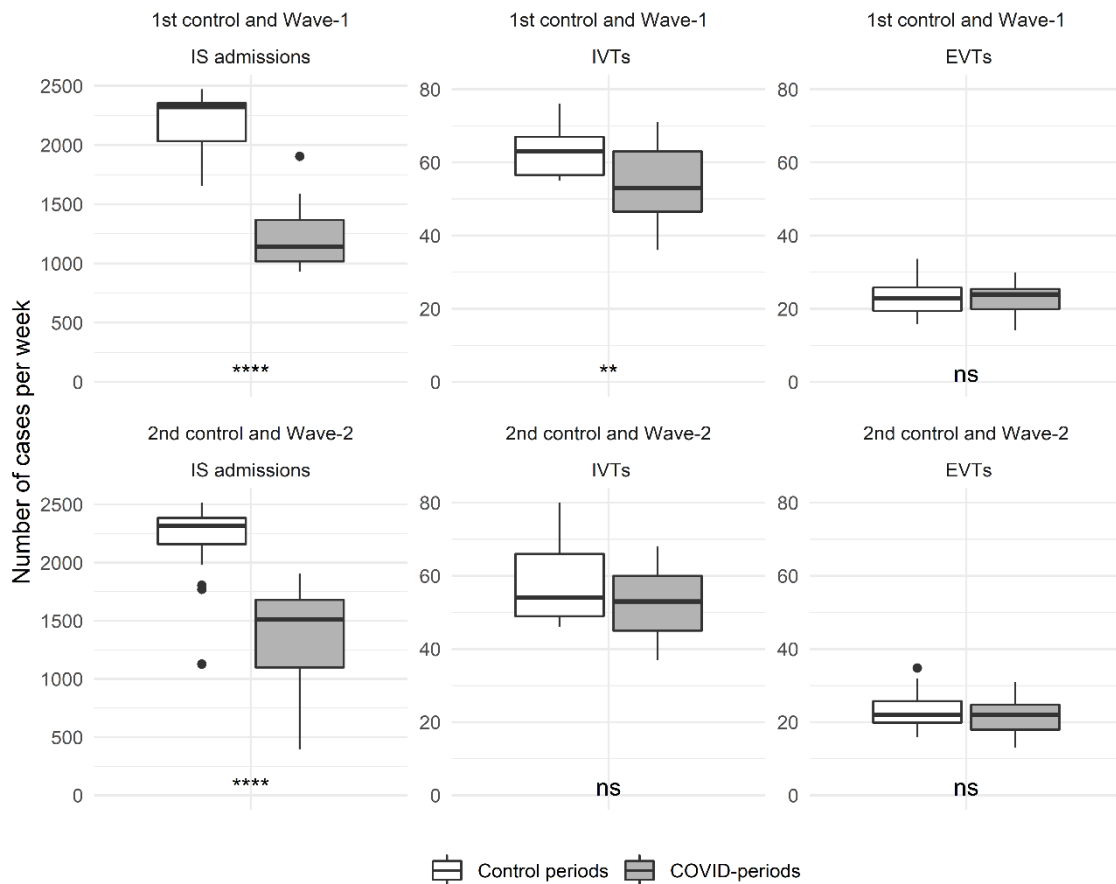 1st control and Wave-1
1st control and Wave-1
1st control and Wave-1
IS admissions
IVTs
EVTs
Number of cases per week
2500
2000
1500
1000
500
0
****
80
60
40
20
0
**
80
60
40
20
0
ns
2nd control and Wave-2
2nd control and Wave-2
2nd control and Wave-2
IS admissions
IVTs
EVTs
2500
2000
1500
1000
500
0
****
80
60
40
20
0
ns
80
60
40
20
0
ns
Control periods
COVID-periods